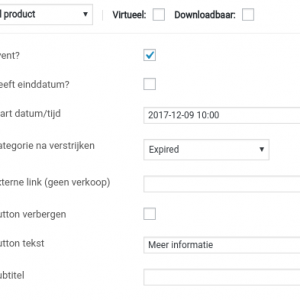 product Virtueel: Downloadbaar:
vent?
eeft einddatum?
art datum/tijd 2017-12-09 10:00
ategorie na verstrijken Expired
xterne link (geen verkoop)
utton verbergen
utton tekst Meer informatie
ubtitel